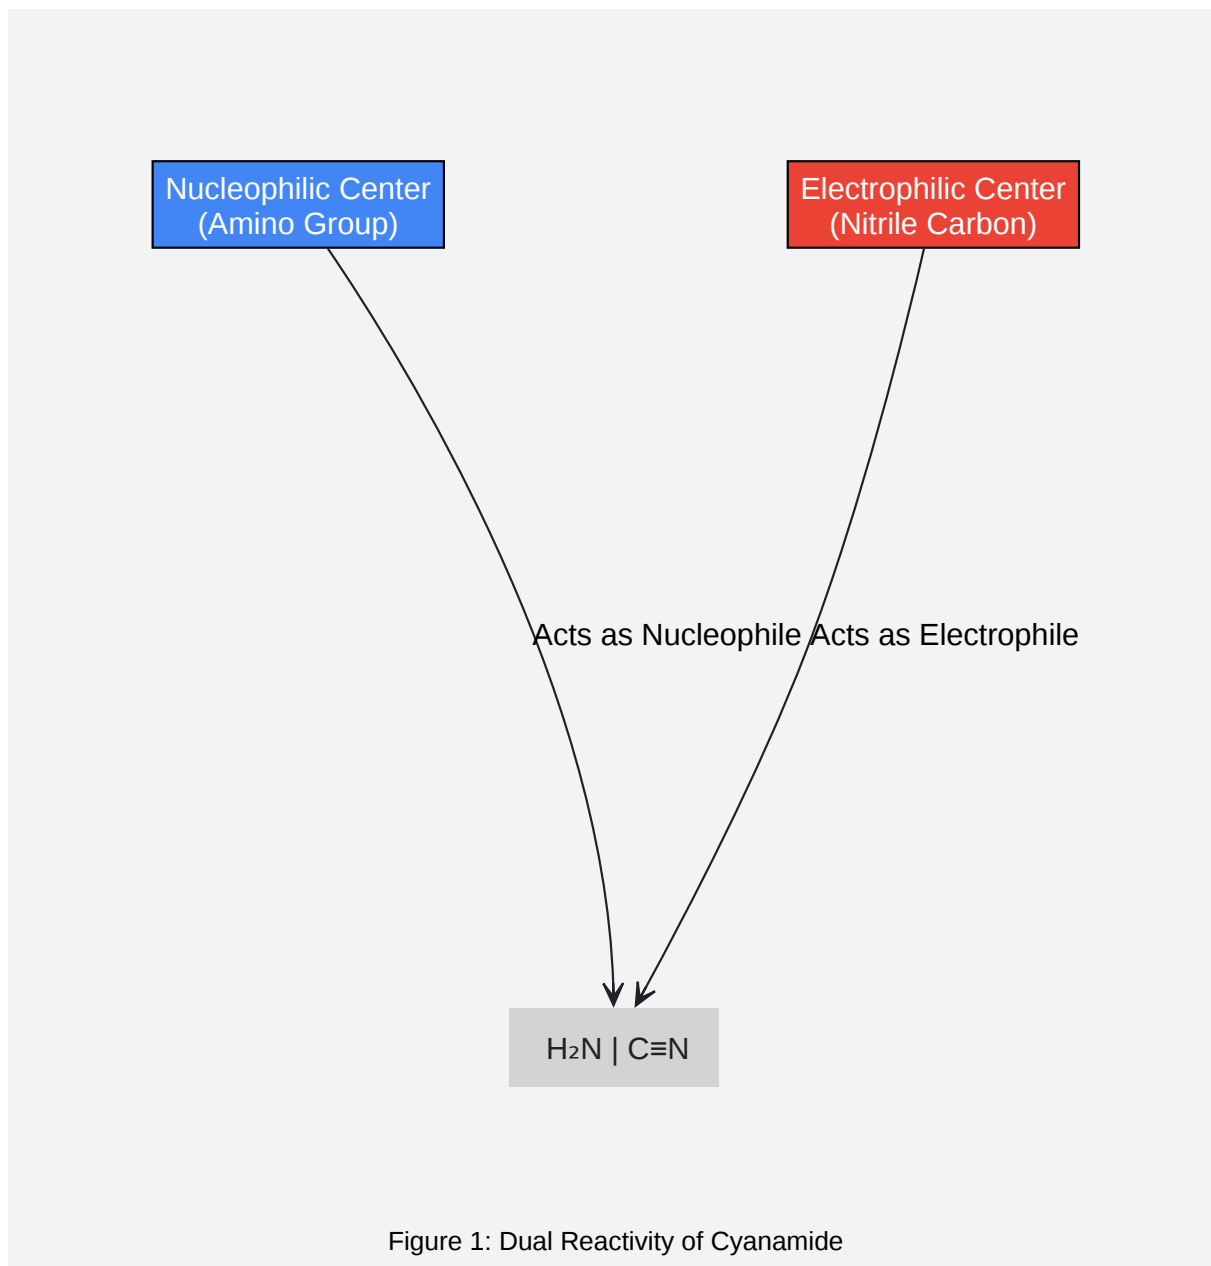 Nucleophilic Center
(Amino Group)
Electrophilic Center
(Nitrile Carbon)
Acts as Nucleophile
Acts as Electrophile
H₂N | C≡N
Figure 1: Dual Reactivity of Cyanamide